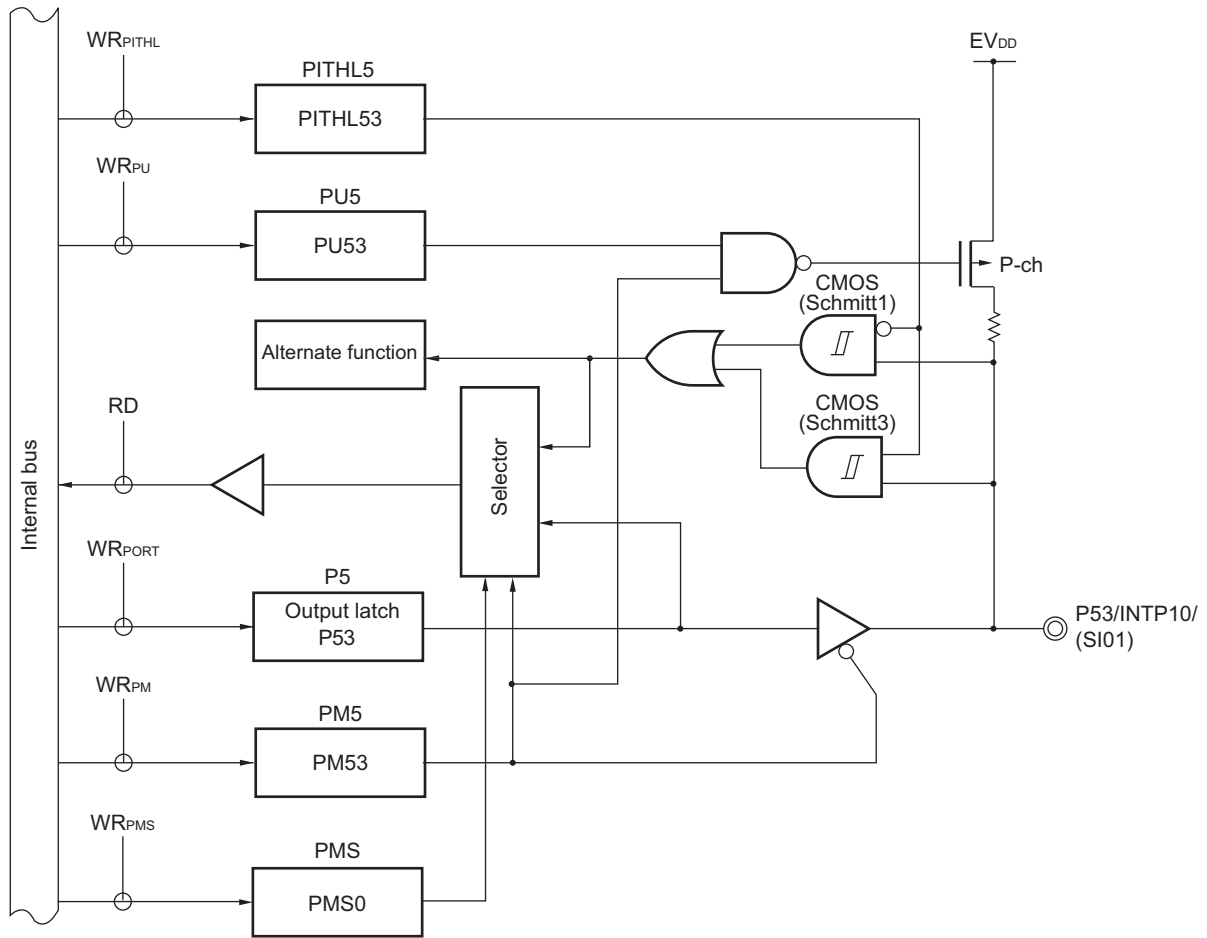 WRPITHL
PITHL5
PITHL53
EVDD
WRPU
PU5
PU53
P-ch
CMOS
(Schmitt1)
Alternate function
RD
CMOS
(Schmitt3)
Selector
Internal bus
WRPORT
P5
Output latch
P53
P53/INTP10/
(SI01)
WRPM
PM5
PM53
WRPMS
PMS
PMS0